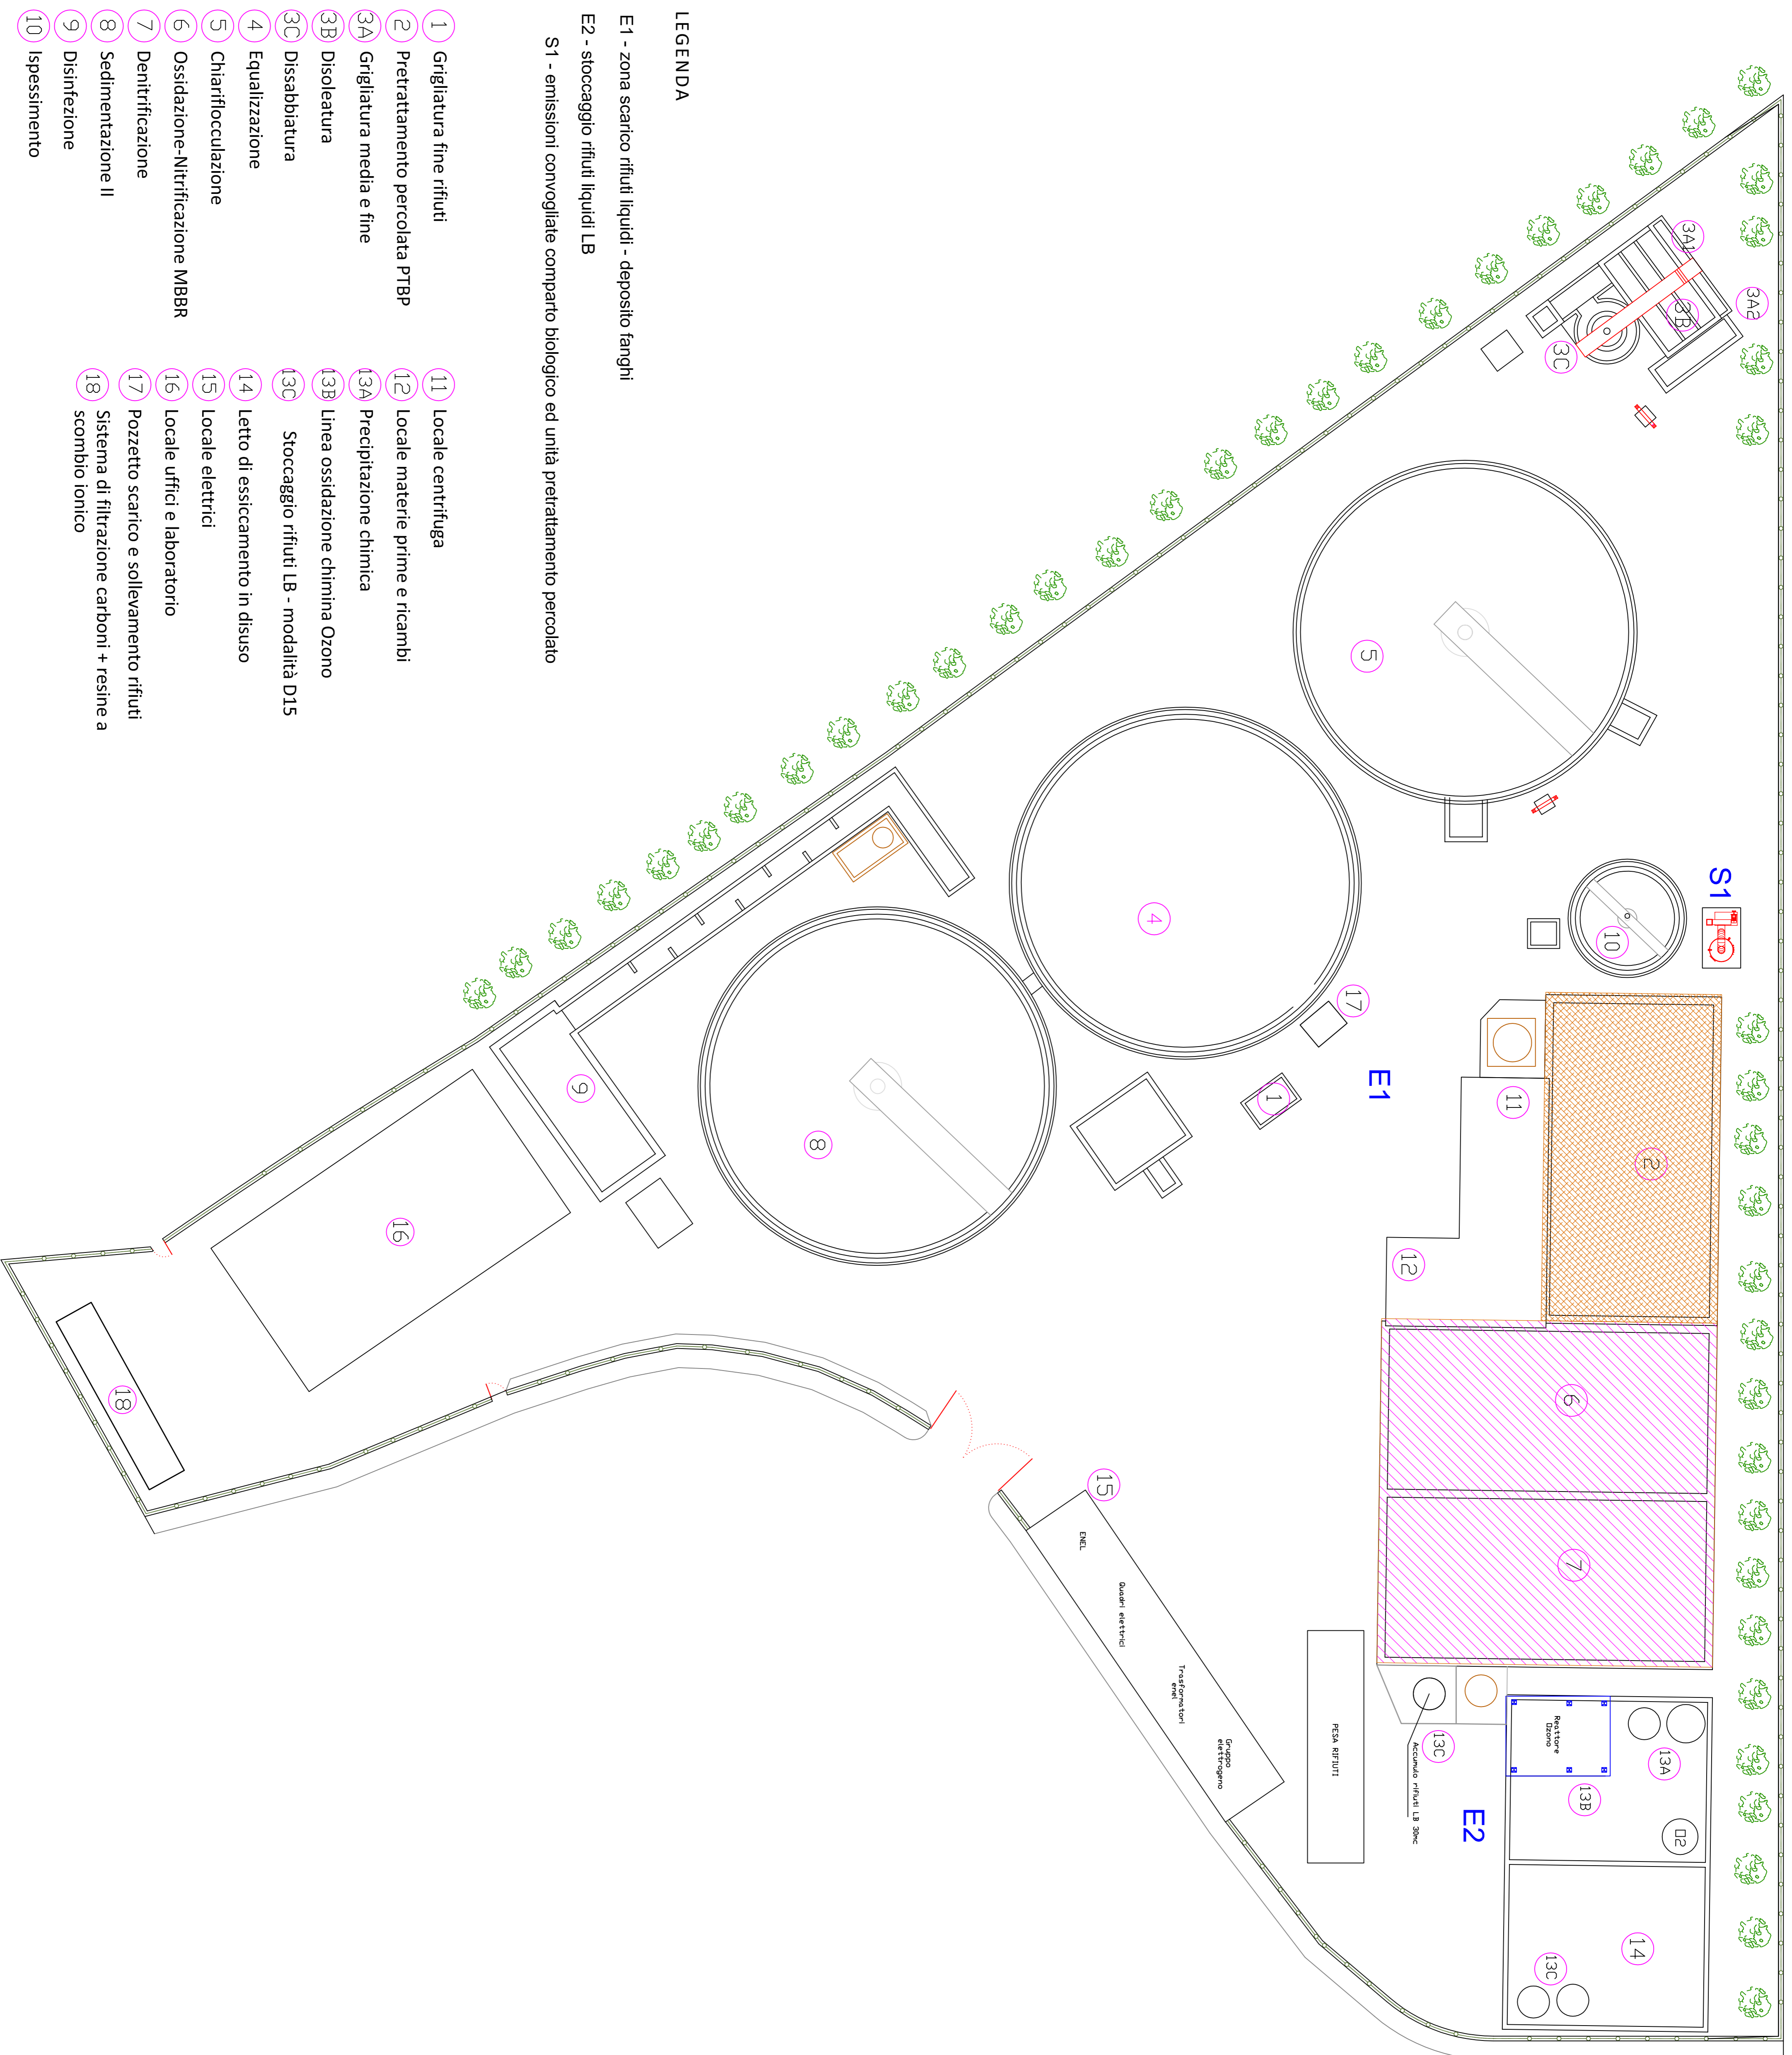 LEGENDA
E1 - zona scarico rifiuti liquidi - deposito fanghi
E2 - stoccaggio rifiuti liquidi LB
S1 - emissioni convogliate comparto biologico ed unità pretrattamento percolato
1 Grigliatura fine rifiuti
2 Pretrattamento percolata PTBP
3A Grigliatura media e fine
3B Disoleatura
3C Dissabbiatura
4 Equalizzazione
5 Chiariflocculazione
6 Ossidazione-Nitrificazione MBBR
7 Denitrificazione
8 Sedimentazione II
9 Disinfezione
10 Ispessimento
11 Locale centrifuga
12 Locale materie prime e ricambi
13A Precipitazione chimica
13B Linea ossidazione chimina Ozono
13C Stoccaggio rifiuti LB - modalità D15
14 Letto di essiccamento in disuso
15 Locale elettrici
16 Locale uffici e laboratorio
17 Pozzetto scarico e sollevamento rifiuti
18 Sistema di filtrazione carboni + resine a
scombio ionico
3A1
3A2
3B
3C
5
S1
10
4
17
E1
1
11
2
12
8
9
16
18
6
7
15
ENEL
Quadri elettrici
Trasformatori
enel
Gruppo
elettrogeno
PESA RIFIUTI
13C
Accumulo rifiuti LB 30mc
Reattore
Ozono
13A
13B
O2
E2
14
13C